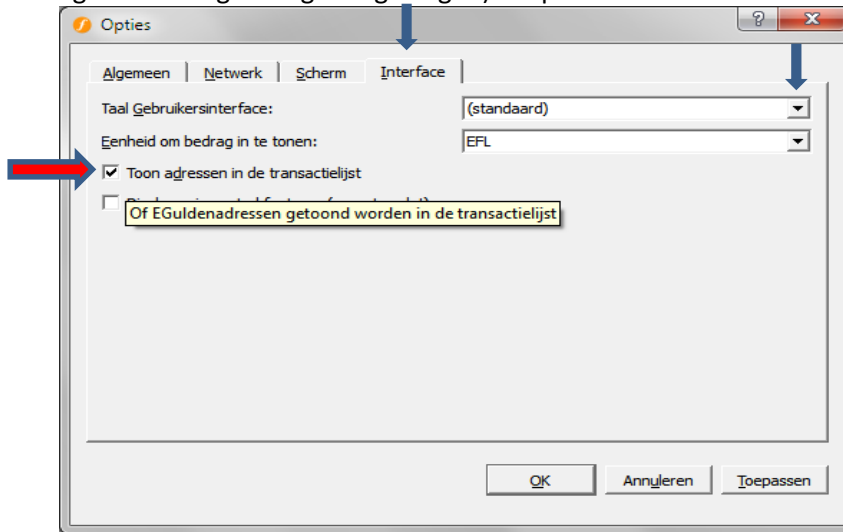 Opties
Algemeen Netwerk Scherm Interface
Taal Gebruikersinterface: (standaard)
Eenheid om bedrag in te tonen: EFL
Toon adressen in de transactielijst
Of EGuldenadressen getoond worden in de transactielijst
OK Annuleren Toepassen